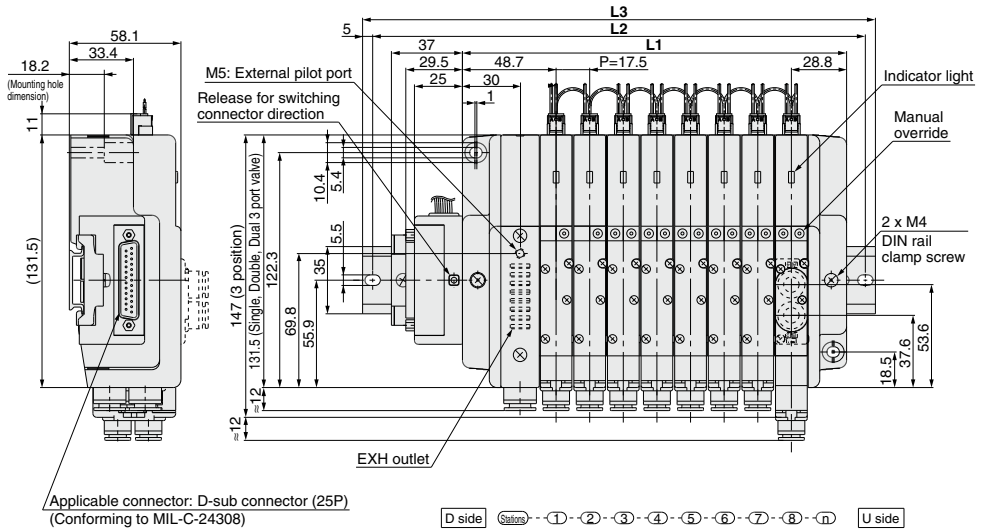 L3
58.1
5
L2
33.4
37
L1
18.2
29.5
48.7
P=17.5
28.8
(Mounting hole
dimension)
M5: External pilot port
25
30
Indicator light
11
Release for switching
connector direction
1
Manual
override
10.4
5.4
2 x M4
DIN rail
clamp screw
5.5
35
(131.5)
147 (3 position)
131.5 (Single, Double, Dual 3 port valve)
122.3
69.8
55.9
18.5
37.6
53.6
≈12
≈12
EXH outlet
Applicable connector: D-sub connector (25P)
(Conforming to MIL-C-24308)
D side Stations 1 2 3 4 5 6 7 8 n U side